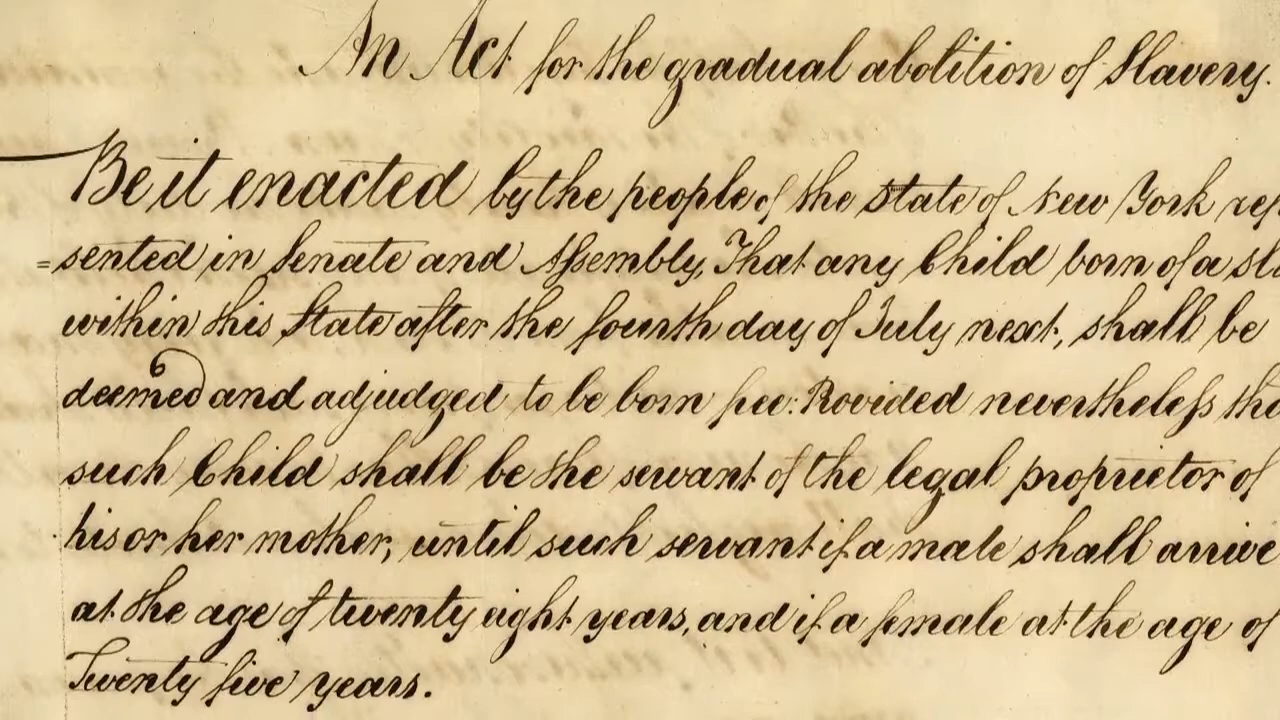 An Act for the gradual abolition of Slavery.
Be it enacted by the people of the State of New York rep
=sented in Senate and Assembly, That any Child born of a sla
within this State after the fourth day of July next, shall be
deemed and adjudged to be born free: Provided nevertheless tha
such Child shall be the servant of the legal proprietor of
his or her mother, until such servant if a male shall arrive
at the age of twenty eight years, and if a female at the age of
Twenty five years.